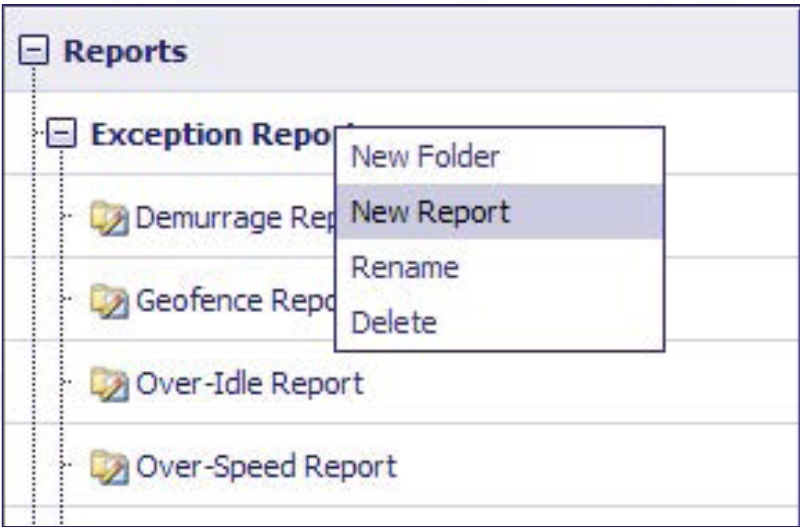 Reports
Exception Repo
New Folder
New Report
Rename
Delete
Demurrage Rep
Geofence Repo
Over-Idle Report
Over-Speed Report